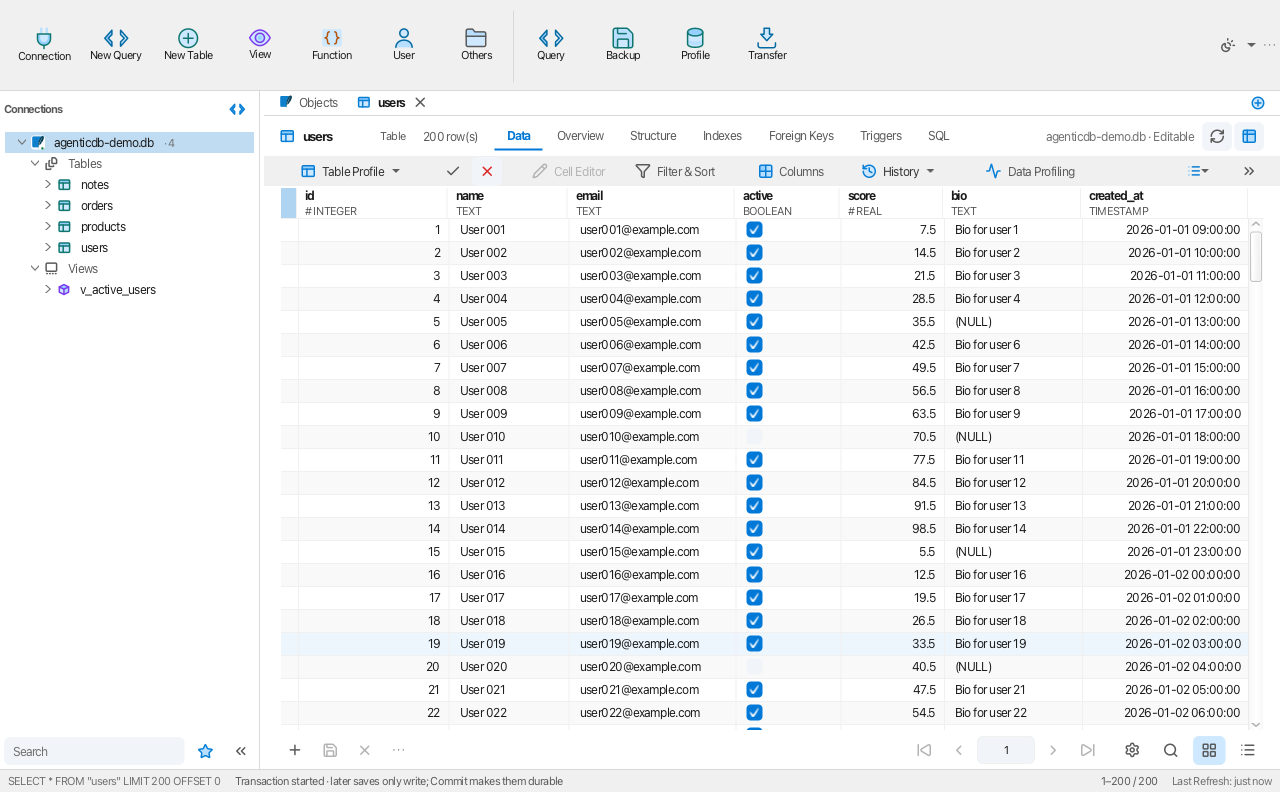 Connection
New Query
New Table
View
Function
User
Others
Query
Backup
Profile
Transfer
Connections
agenticdb-demo.db · 4
Tables
notes
orders
products
users
Views
v_active_users
Search
Objects
users
users
Table
200 row(s)
Data
Overview
Structure
Indexes
Foreign Keys
Triggers
SQL
agenticdb-demo.db · Editable
Table Profile
Cell Editor
Filter & Sort
Columns
History
Data Profiling
id name email active score bio created_at
# INTEGER TEXT TEXT BOOLEAN # REAL TEXT TIMESTAMP
1 User 001 user001@example.com 7.5 Bio for user 1 2026-01-01 09:00:00
2 User 002 user002@example.com 14.5 Bio for user 2 2026-01-01 10:00:00
3 User 003 user003@example.com 21.5 Bio for user 3 2026-01-01 11:00:00
4 User 004 user004@example.com 28.5 Bio for user 4 2026-01-01 12:00:00
5 User 005 user005@example.com 35.5 (NULL) 2026-01-01 13:00:00
6 User 006 user006@example.com 42.5 Bio for user 6 2026-01-01 14:00:00
7 User 007 user007@example.com 49.5 Bio for user 7 2026-01-01 15:00:00
8 User 008 user008@example.com 56.5 Bio for user 8 2026-01-01 16:00:00
9 User 009 user009@example.com 63.5 Bio for user 9 2026-01-01 17:00:00
10 User 010 user010@example.com 70.5 (NULL) 2026-01-01 18:00:00
11 User 011 user011@example.com 77.5 Bio for user 11 2026-01-01 19:00:00
12 User 012 user012@example.com 84.5 Bio for user 12 2026-01-01 20:00:00
13 User 013 user013@example.com 91.5 Bio for user 13 2026-01-01 21:00:00
14 User 014 user014@example.com 98.5 Bio for user 14 2026-01-01 22:00:00
15 User 015 user015@example.com 5.5 (NULL) 2026-01-01 23:00:00
16 User 016 user016@example.com 12.5 Bio for user 16 2026-01-02 00:00:00
17 User 017 user017@example.com 19.5 Bio for user 17 2026-01-02 01:00:00
18 User 018 user018@example.com 26.5 Bio for user 18 2026-01-02 02:00:00
19 User 019 user019@example.com 33.5 Bio for user 19 2026-01-02 03:00:00
20 User 020 user020@example.com 40.5 (NULL) 2026-01-02 04:00:00
21 User 021 user021@example.com 47.5 Bio for user 21 2026-01-02 05:00:00
22 User 022 user022@example.com 54.5 Bio for user 22 2026-01-02 06:00:00
1
SELECT * FROM "users" LIMIT 200 OFFSET 0
Transaction started · later saves only write; Commit makes them durable
1–200 / 200
Last Refresh: just now